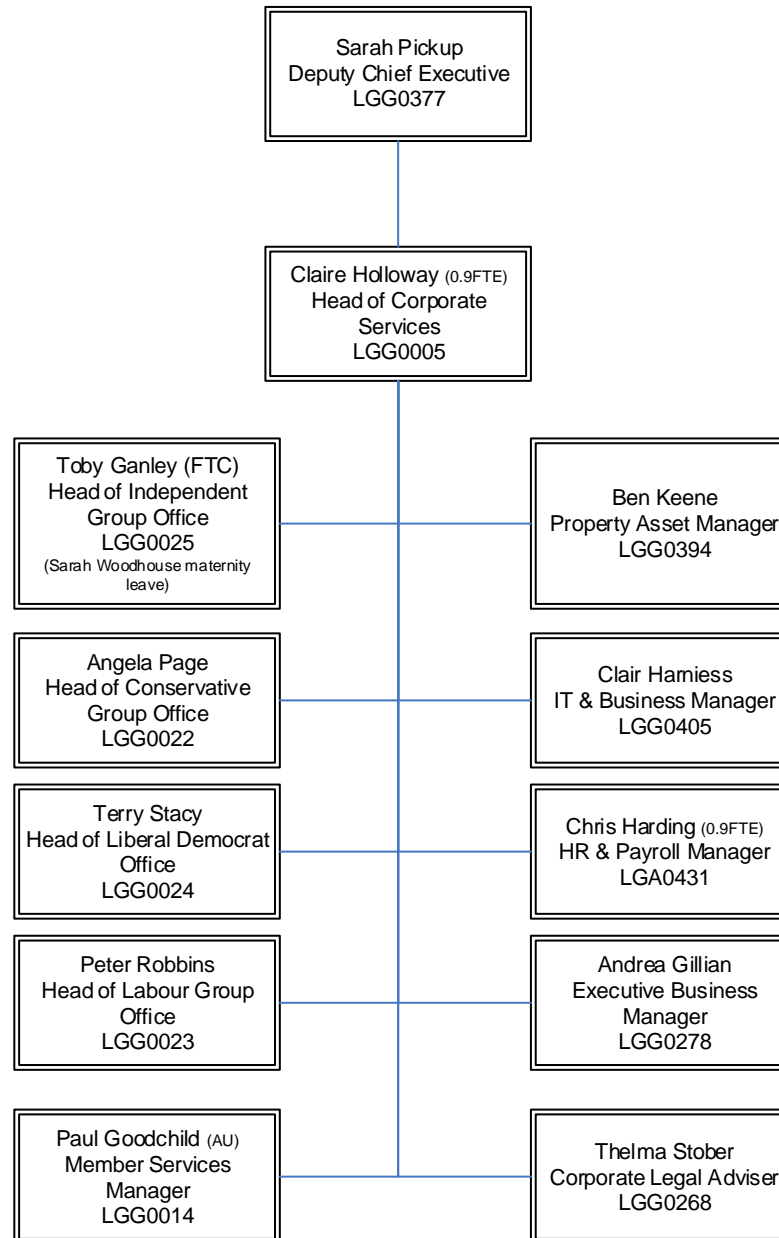 Sarah Pickup
Deputy Chief Executive
LGG0377
Claire Holloway (0.9FTE)
Head of Corporate
Services
LGG0005
Toby Ganley (FTC)
Head of Independent
Group Office
LGG0025
(Sarah Woodhouse maternity
leave)
Ben Keene
Property Asset Manager
LGG0394
Angela Page
Head of Conservative
Group Office
LGG0022
Clair Harniess
IT & Business Manager
LGG0405
Terry Stacy
Head of Liberal Democrat
Office
LGG0024
Chris Harding (0.9FTE)
HR & Payroll Manager
LGA0431
Peter Robbins
Head of Labour Group
Office
LGG0023
Andrea Gillian
Executive Business
Manager
LGG0278
Paul Goodchild (AU)
Member Services
Manager
LGG0014
Thelma Stober
Corporate Legal Adviser
LGG0268